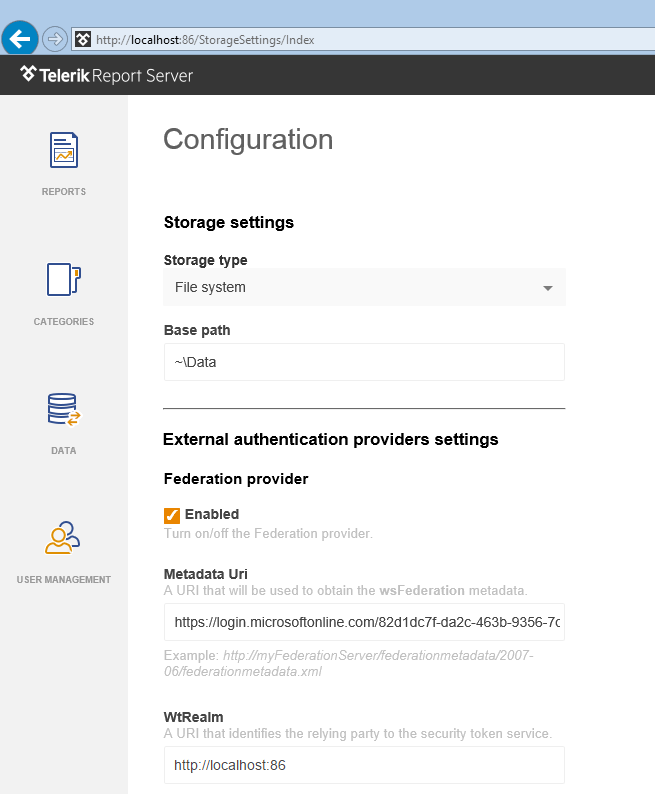 http://localhost:86/StorageSettings/Index
Telerik Report Server
Configuration
REPORTS
Storage settings
Storage type
File system
CATEGORIES
Base path
~\Data
External authentication providers settings
DATA
Federation provider
Enabled
Turn on/off the Federation provider.
Metadata Uri
USER MANAGEMENT
A URI that will be used to obtain the wsFederation metadata.
https://login.microsoftonline.com/82d1dc7f-da2c-463b-9356-7c
Example: http://myFederationServer/federationmetadata/2007-
06/federationmetadata.xml
WtRealm
A URI that identifies the relying party to the security token service.
http://localhost:86